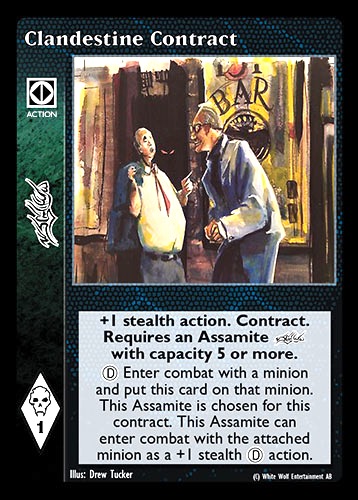 Clandestine Contract
ACTION
BAR
+1 stealth action. Contract.
Requires an Assamite
with capacity 5 or more.
Ⓓ Enter combat with a minion
and put this card on that minion.
This Assamite is chosen for this
contract. This Assamite can
enter combat with the attached
minion as a +1 stealth Ⓓ action.
1
Illus: Drew Tucker
(C) White Wolf Entertainment AB